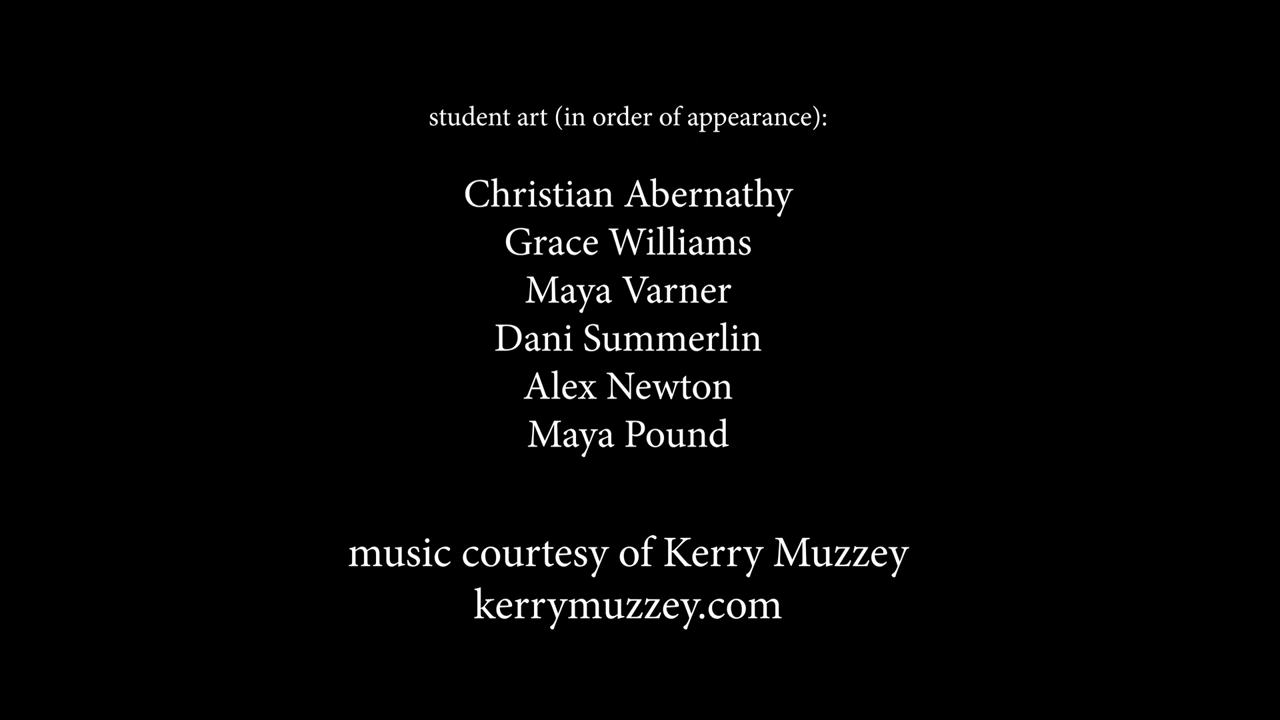 student art (in order of appearance):
Christian Abernathy
Grace Williams
Maya Varner
Dani Summerlin
Alex Newton
Maya Pound
music courtesy of Kerry Muzzey
kerrymuzzey.com